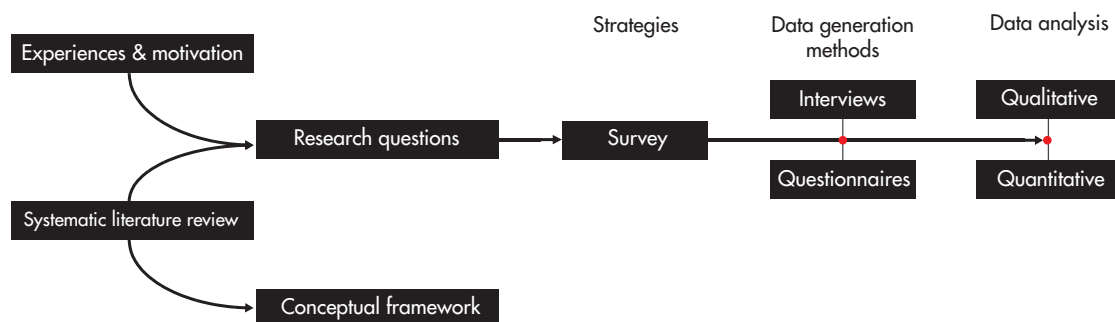 Strategies
Data generation
methods
Data analysis
Experiences & motivation
Interviews
Qualitative
Research questions
Survey
Questionnaires
Quantitative
Systematic literature review
Conceptual framework